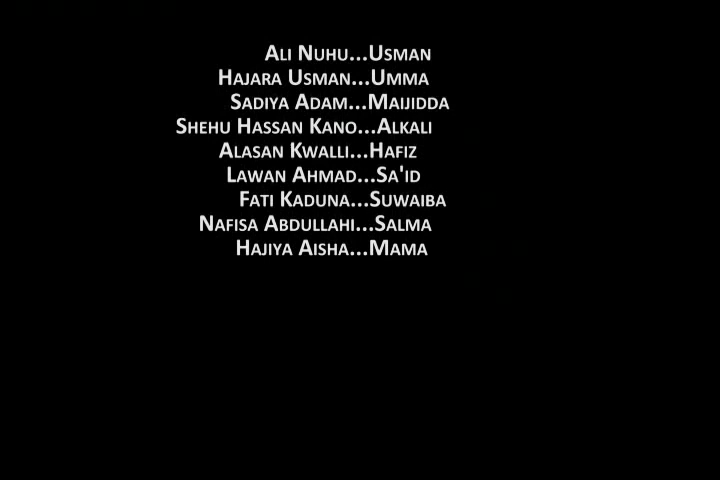 Ali Nuhu...Usman
Hajara Usman...Umma
Sadiya Adam...Maijidda
Shehu Hassan Kano...Alkali
Alasan Kwalli...Hafiz
Lawan Ahmad...Sa'id
Fati Kaduna...Suwaiba
Nafisa Abdullahi...Salma
Hajiya Aisha...Mama